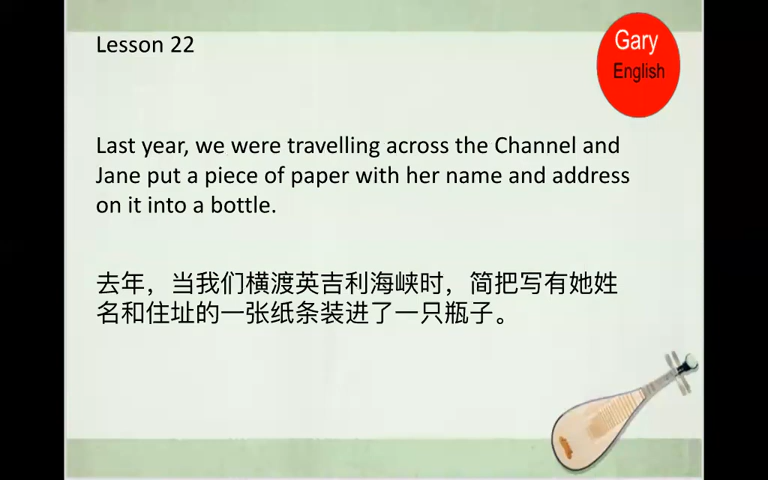 Lesson 22
Gary
English
Last year, we were travelling across the Channel and
Jane put a piece of paper with her name and address
on it into a bottle.
去年，当我们横渡英吉利海峡时，简把写有她姓
名和住址的一张纸条装进了一只瓶子。